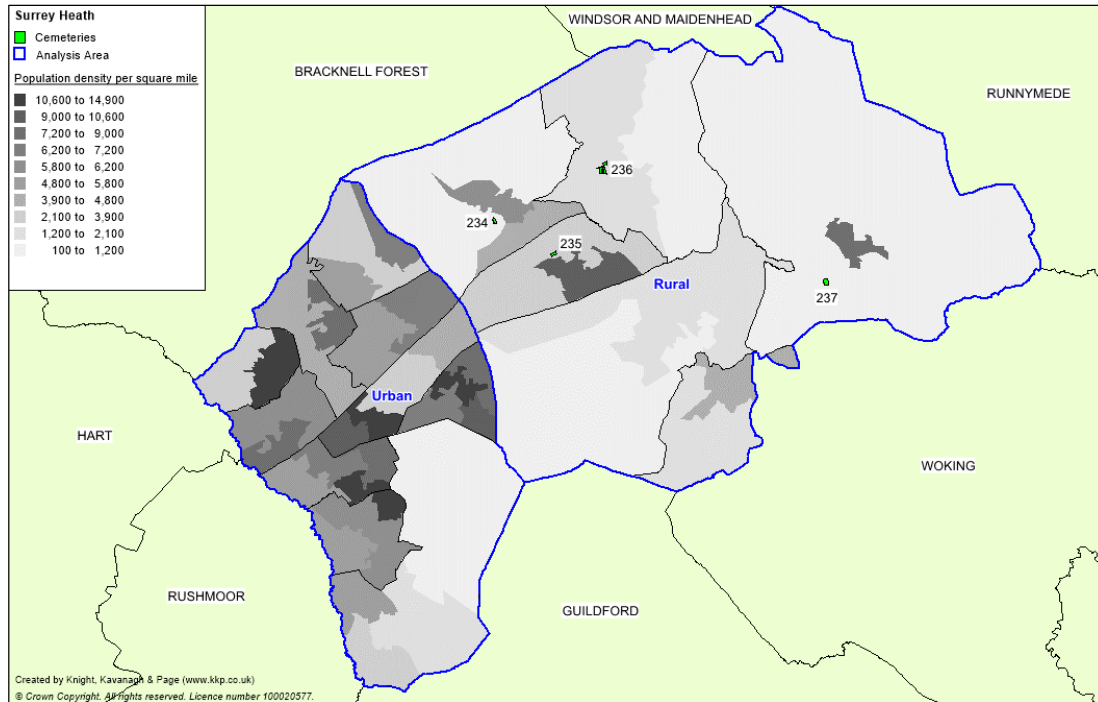 Surrey Heath
Cemeteries
Analysis Area
Population density per square mile
10,600 to 14,900
9,000 to 10,600
7,200 to 9,000
6,200 to 7,200
5,800 to 6,200
4,800 to 5,800
3,900 to 4,800
2,100 to 3,900
1,200 to 2,100
100 to 1,200
WINDSOR AND MAIDENHEAD
BRACKNELL FOREST
RUNNYMEDE
236
234
235
Rural
237
Urban
HART
WOKING
RUSHMOOR
GUILDFORD
Created by Knight, Kavanagh & Page (www.kkp.co.uk)
© Crown Copyright. All rights reserved. Licence number 100020577.